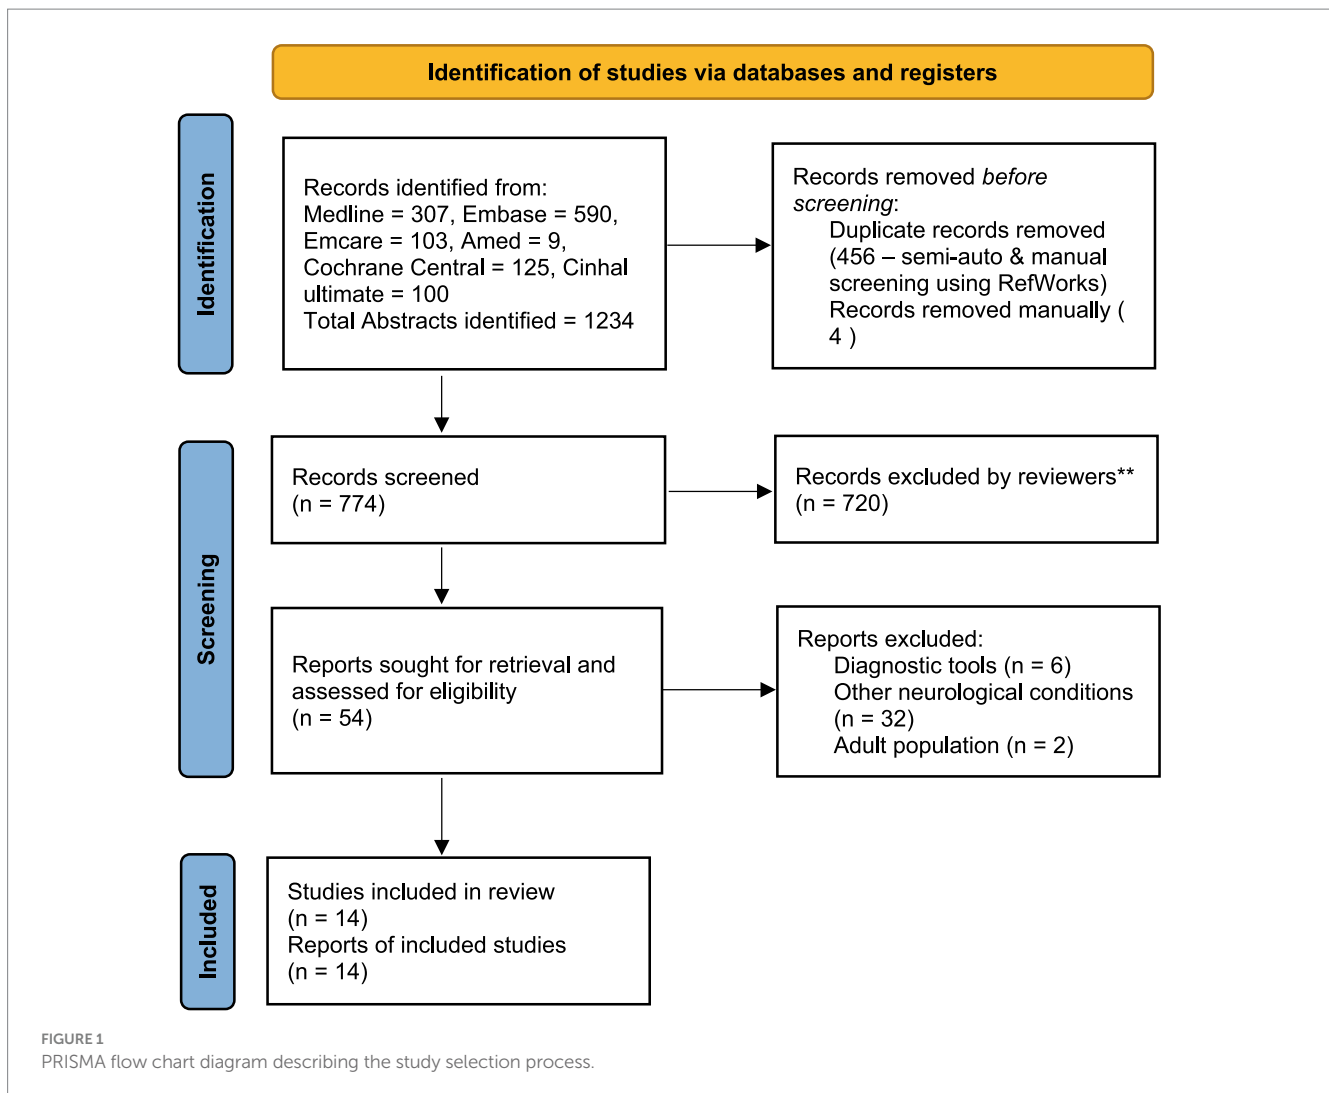 Identification of studies via databases and registers
Identification
Records identified from:
Medline = 307, Embase = 590,
Emcare = 103, Amed = 9,
Cochrane Central = 125, Cinhal
ultimate = 100
Total Abstracts identified = 1234
Records removed before
screening:
Duplicate records removed
(456 – semi-auto & manual
screening using RefWorks)
Records removed manually (
4 )
Screening
Records screened
(n = 774)
Records excluded by reviewers**
(n = 720)
Reports sought for retrieval and
assessed for eligibility
(n = 54)
Reports excluded:
Diagnostic tools (n = 6)
Other neurological conditions
(n = 32)
Adult population (n = 2)
Included
Studies included in review
(n = 14)
Reports of included studies
(n = 14)
FIGURE 1
PRISMA flow chart diagram describing the study selection process.